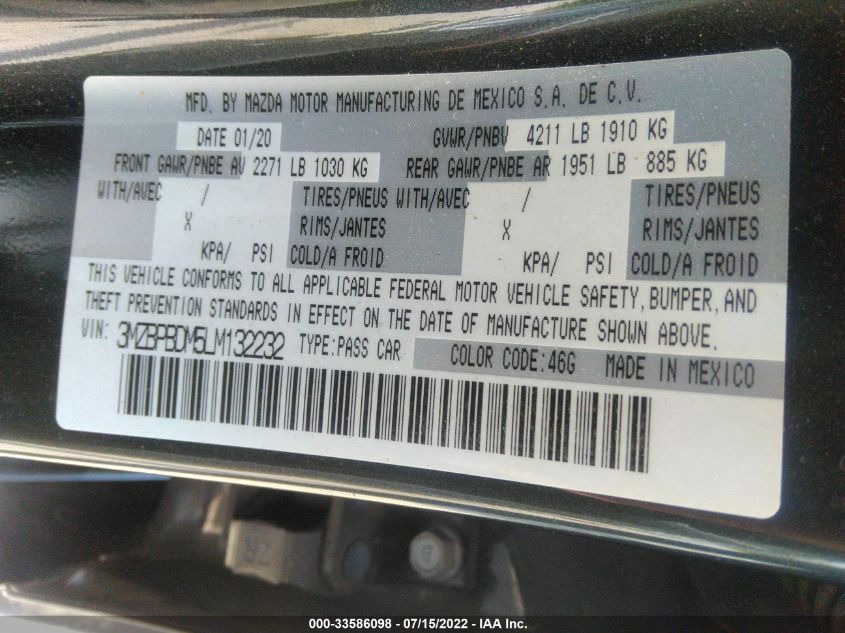 MFD. BY MAZDA MOTOR MANUFACTURING DE MEXICO S.A. DE C.V.
DATE 01/20 GVWR/PNBV 4211 LB 1910 KG
FRONT GAWR/PNBE AV 2271 LB 1030 KG REAR GAWR/PNBE AR 1951 LB 885 KG
WITH/AVEC / TIRES/PNEUS WITH/AVEC / TIRES/PNEUS
X RIMS/JANTES X RIMS/JANTES
KPA/ PSI COLD/A FROID KPA/ PSI COLD/A FROID
THIS VEHICLE CONFORMS TO ALL APPLICABLE FEDERAL MOTOR VEHICLE SAFETY, BUMPER, AND
THEFT PREVENTION STANDARDS IN EFFECT ON THE DATE OF MANUFACTURE SHOWN ABOVE.
VIN: 3MZBPBDM5LM132232 TYPE:PASS CAR COLOR CODE:46G MADE IN MEXICO
000-33586098 - 07/15/2022 - IAA Inc.